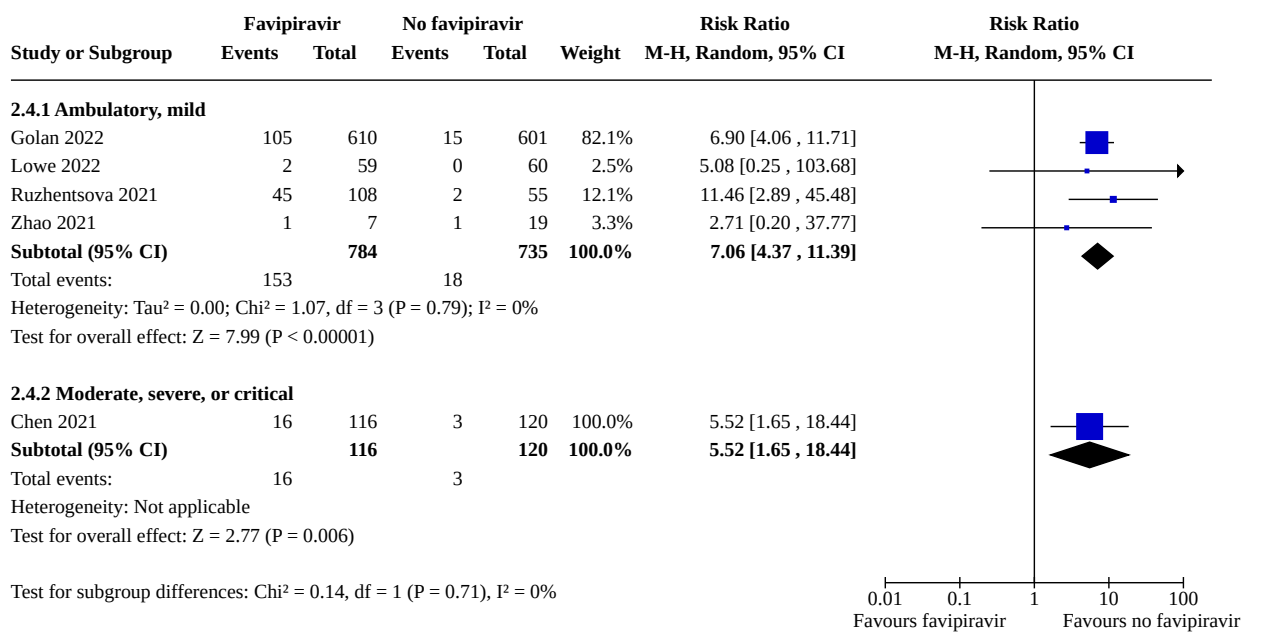 Favipiravir No favipiravir Risk Ratio Risk Ratio
Study or Subgroup Events Total Events Total Weight M-H, Random, 95% CI M-H, Random, 95% CI
2.4.1 Ambulatory, mild
Golan 2022 105 610 15 601 82.1% 6.90 [4.06 , 11.71]
Lowe 2022 2 59 0 60 2.5% 5.08 [0.25 , 103.68]
Ruzhentsova 2021 45 108 2 55 12.1% 11.46 [2.89 , 45.48]
Zhao 2021 1 7 1 19 3.3% 2.71 [0.20 , 37.77]
Subtotal (95% CI) 784 735 100.0% 7.06 [4.37 , 11.39]
Total events: 153 18
Heterogeneity: Tau² = 0.00; Chi² = 1.07, df = 3 (P = 0.79); I² = 0%
Test for overall effect: Z = 7.99 (P < 0.00001)
2.4.2 Moderate, severe, or critical
Chen 2021 16 116 3 120 100.0% 5.52 [1.65 , 18.44]
Subtotal (95% CI) 116 120 100.0% 5.52 [1.65 , 18.44]
Total events: 16 3
Heterogeneity: Not applicable
Test for overall effect: Z = 2.77 (P = 0.006)
Test for subgroup differences: Chi² = 0.14, df = 1 (P = 0.71), I² = 0%
0.01 0.1 1 10 100
Favours favipiravir Favours no favipiravir